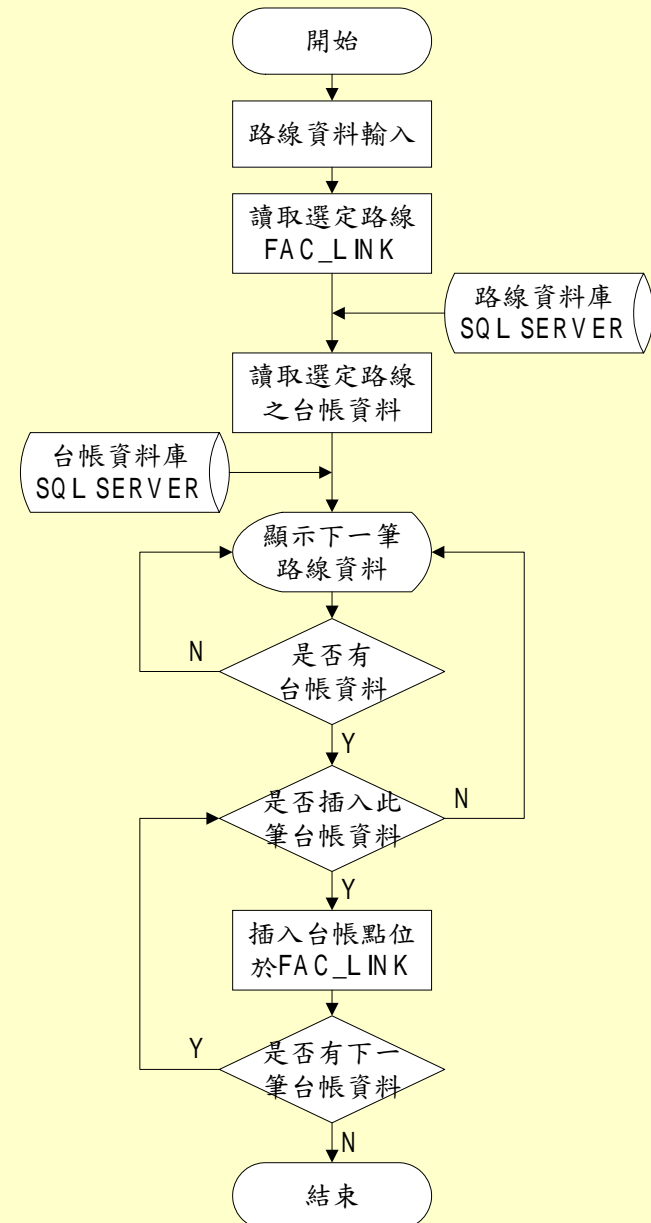 開始
路線資料輸入
讀取選定路線
FAC_LINK
路線資料庫
SQL SERVER
讀取選定路線
之台帳資料
台帳資料庫
SQL SERVER
顯示下一筆
路線資料
N
是否有
台帳資料
Y
是否插入此
筆台帳資料
N
Y
插入台帳點位
於FAC_LINK
Y
是否有下一
筆台帳資料
N
結束